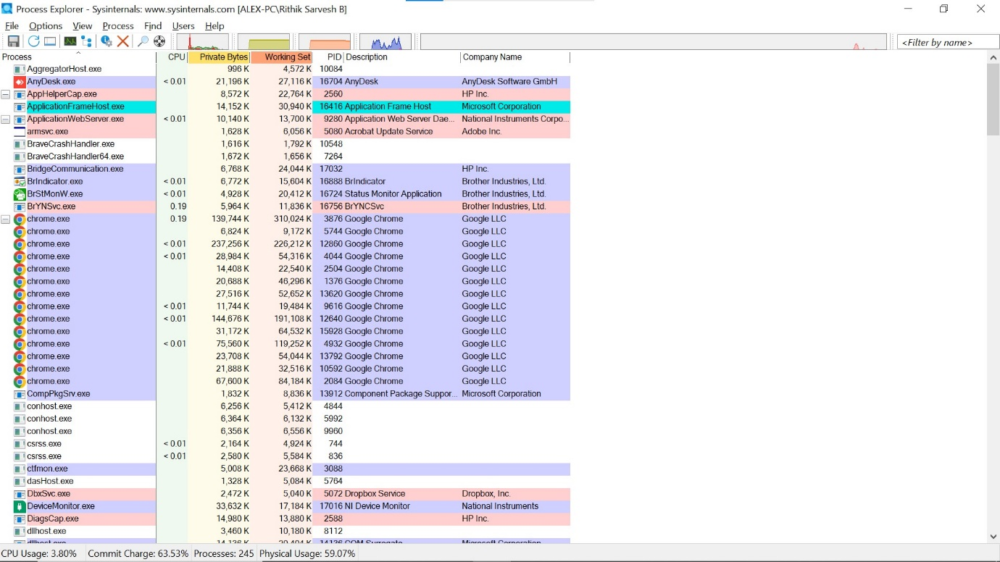 Process Explorer - Sysinternals: www.sysinternals.com [ALEX-PC\Rithik Sarvesh B]
File Options View Process Find Users Help
<Filter by name>
Process CPU Private Bytes Working Set PID Description Company Name
AggregatorHost.exe 996 K 4,572 K 10084
AnyDesk.exe < 0.01 21,196 K 27,116 K 16704 AnyDesk AnyDesk Software GmbH
AppHelperCap.exe 8,572 K 22,764 K 2560 HP Inc.
ApplicationFrameHost.exe 14,152 K 30,940 K 16416 Application Frame Host Microsoft Corporation
ApplicationWebServer.exe < 0.01 10,140 K 13,700 K 9280 Application Web Server Dae... National Instruments Corpo...
armsvc.exe 1,628 K 6,056 K 5080 Acrobat Update Service Adobe Inc.
BraveCrashHandler.exe 1,616 K 1,792 K 10548
BraveCrashHandler64.exe 1,672 K 1,656 K 7264
BridgeCommunication.exe 6,768 K 24,044 K 17032 HP Inc.
BrIndicator.exe < 0.01 6,772 K 15,604 K 16888 BrIndicator Brother Industries, Ltd.
BrStMonW.exe < 0.01 4,928 K 20,412 K 16724 Status Monitor Application Brother Industries, Ltd.
BrYNSvc.exe 0.19 5,964 K 11,836 K 16756 BrYNCSvc Brother Industries, Ltd.
chrome.exe 0.19 139,744 K 310,024 K 3876 Google Chrome Google LLC
chrome.exe 6,824 K 9,172 K 5744 Google Chrome Google LLC
chrome.exe < 0.01 237,256 K 226,212 K 12860 Google Chrome Google LLC
chrome.exe < 0.01 28,984 K 54,316 K 4044 Google Chrome Google LLC
chrome.exe 14,408 K 22,540 K 2504 Google Chrome Google LLC
chrome.exe 20,688 K 46,296 K 1376 Google Chrome Google LLC
chrome.exe 27,516 K 52,652 K 13620 Google Chrome Google LLC
chrome.exe < 0.01 11,744 K 19,484 K 9616 Google Chrome Google LLC
chrome.exe < 0.01 144,676 K 191,108 K 12640 Google Chrome Google LLC
chrome.exe 31,172 K 64,532 K 15928 Google Chrome Google LLC
chrome.exe < 0.01 75,560 K 119,252 K 4932 Google Chrome Google LLC
chrome.exe 23,708 K 54,044 K 13792 Google Chrome Google LLC
chrome.exe 21,888 K 32,516 K 10592 Google Chrome Google LLC
chrome.exe 67,600 K 84,184 K 2084 Google Chrome Google LLC
CompPkgSrv.exe 1,832 K 8,836 K 13912 Component Package Suppor... Microsoft Corporation
conhost.exe 6,256 K 5,412 K 4844
conhost.exe 6,364 K 6,132 K 5992
conhost.exe 6,356 K 6,556 K 9960
csrss.exe < 0.01 2,164 K 4,924 K 744
csrss.exe < 0.01 2,580 K 5,584 K 836
ctfmon.exe 5,008 K 23,668 K 3088
dasHost.exe 1,328 K 5,084 K 5764
DbxSvc.exe 2,472 K 5,040 K 5072 Dropbox Service Dropbox, Inc.
DeviceMonitor.exe 33,632 K 17,184 K 17016 NI Device Monitor National Instruments
DiagsCap.exe 14,980 K 13,880 K 2588 HP Inc.
dllhost.exe 3,460 K 10,180 K 8112
dllhost.exe 14,136 K 20,404 K 14136 COM Surrogate Microsoft Corporation
CPU Usage: 3.80% Commit Charge: 63.53% Processes: 245 Physical Usage: 59.07%